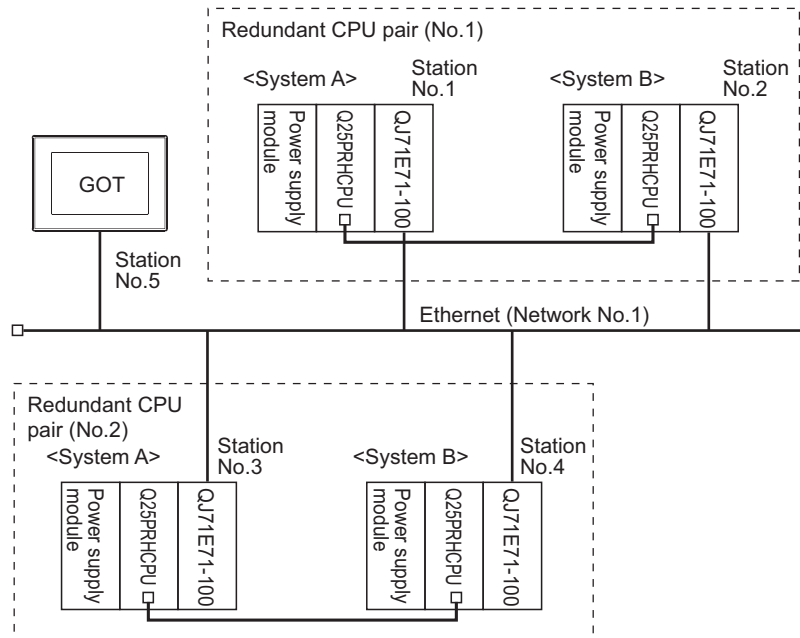 Redundant CPU pair (No.1)
<System A>
Station
No.1
<System B>
Station
No.2
Power supply
module
Q25PRHCPU
QJ71E71-100
Power supply
module
Q25PRHCPU
QJ71E71-100
GOT
Station
No.5
Ethernet (Network No.1)
Redundant CPU
pair (No.2)
<System A>
Station
No.3
<System B>
Station
No.4
Power supply
module
Q25PRHCPU
QJ71E71-100
Power supply
module
Q25PRHCPU
QJ71E71-100